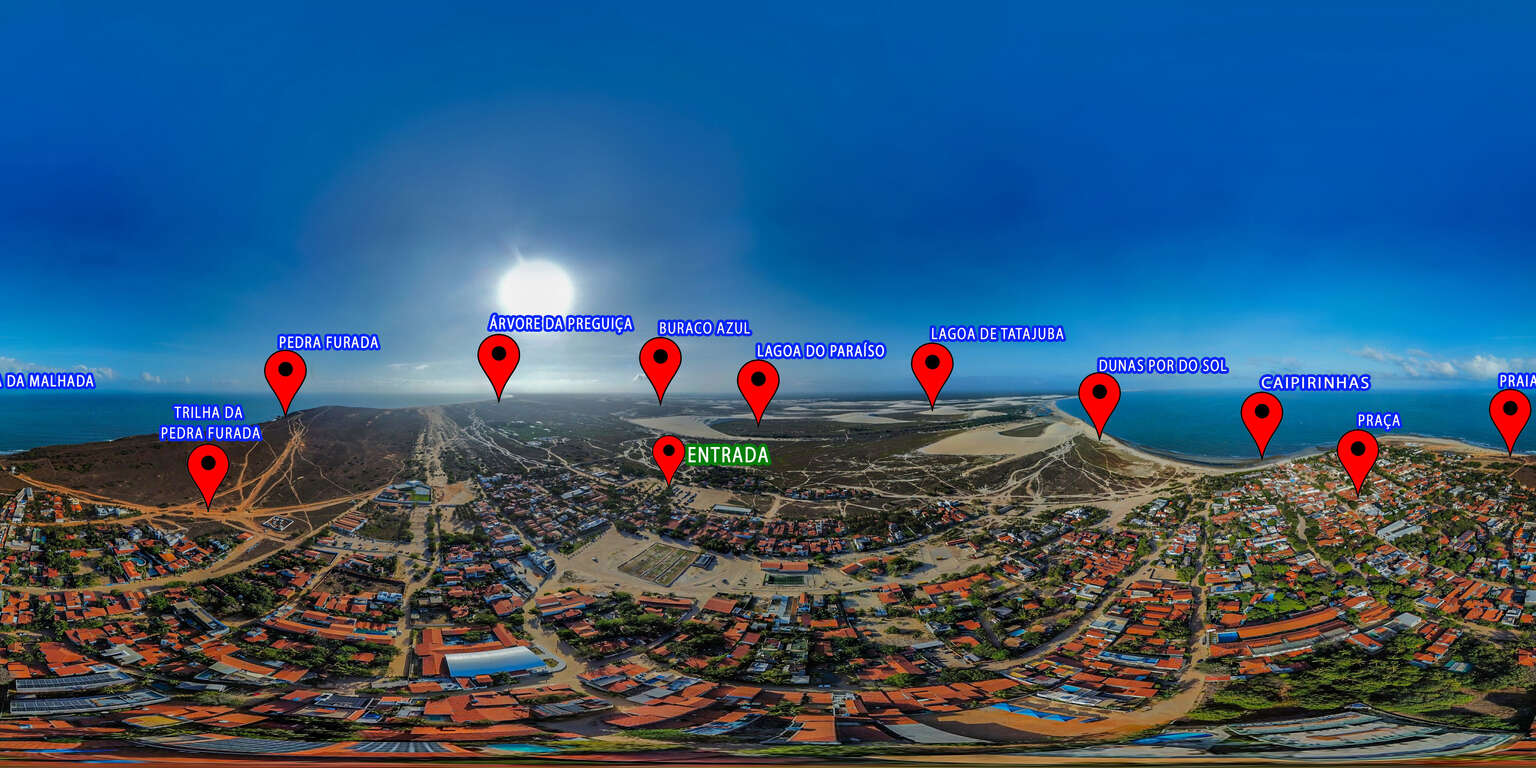 ÁRVORE DA PREGUIÇA
BURACO AZUL
LAGOA DE TATAJUBA
PEDRA FURADA
LAGOA DO PARAÍSO
DUNAS POR DO SOL
DA MALHADA
CAIPIRINHAS
PRAIA
TRILHA DA
PEDRA FURADA
PRAÇA
ENTRADA